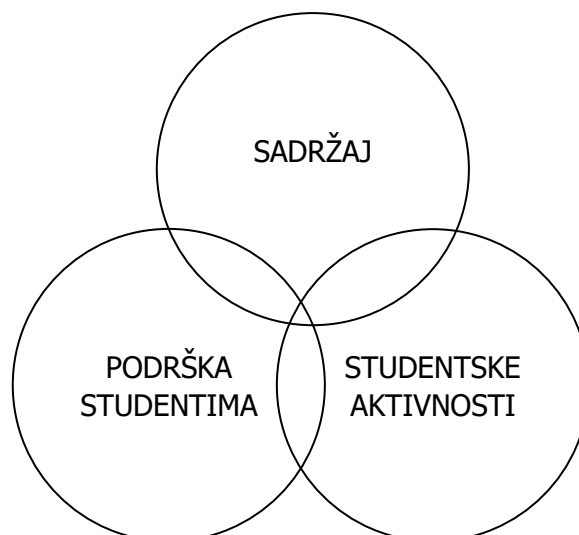 SADRŽAJ
PODRŠKA
STUDENTIMA
STUDENTSKE
AKTIVNOSTI